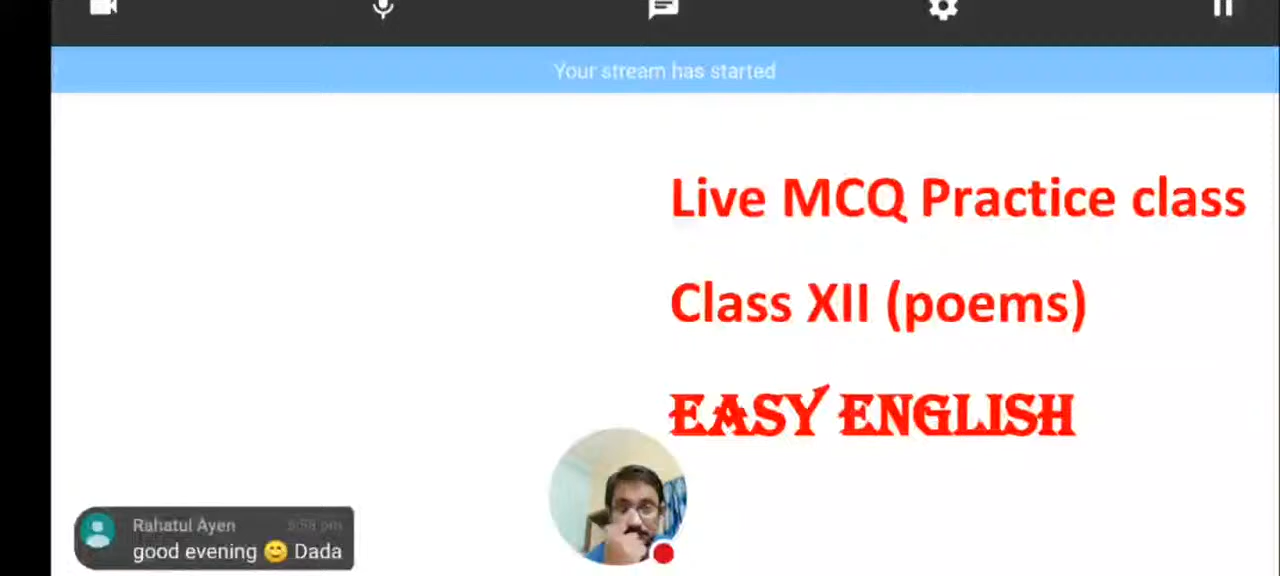 Your stream has started
Live MCQ Practice class
Class XII (poems)
EASY ENGLISH
Rahatul Ayen
good evening 😊 Dada